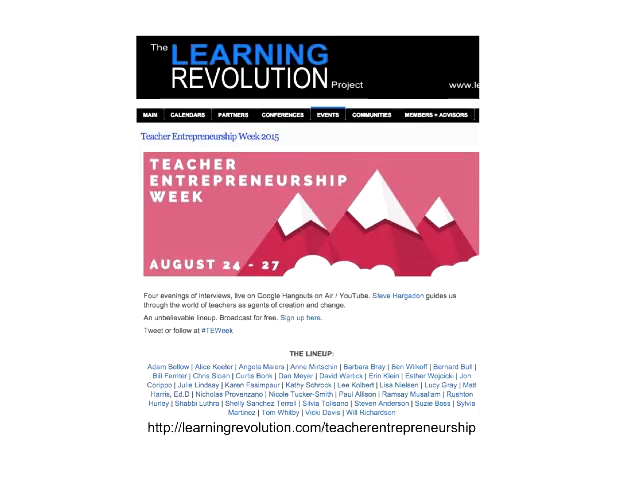 The LEARNING
REVOLUTION Project
www.le
MAIN CALENDARS PARTNERS CONFERENCES EVENTS COMMUNITIES MEMBERS + ADVISORS
Teacher Entrepreneurship Week 2015
TEACHER
ENTREPRENEURSHIP
WEEK
AUGUST 24 - 27
Four evenings of interviews, live on Google Hangouts on Air / YouTube. Steve Hargadon guides us
through the world of teachers as agents of creation and change.
An unbelievable lineup. Broadcast for free. Sign up here.
Tweet or follow at #TEWeek
THE LINEUP:
Adam Bellow | Alice Keeler | Angela Maiers | Anne Mirtschin | Barbara Bray | Ben Wilkoff | Bernard Bull |
Bill Ferriter | Chris Sloan | Curtis Bonk | Dan Meyer | David Warlick | Erin Klein | Esther Wojcicki | Jon
Corippo | Julie Lindsay | Karen Fasimpaur | Kathy Schrock | Lee Kolbert | Lisa Nielsen | Lucy Gray | Matt
Harris, Ed.D | Nicholas Provenzano | Nicole Tucker-Smith | Paul Allison | Ramsay Musallam | Rushton
Hurley | Shabbi Luthra | Shelly Sanchez Terrell | Silvia Tolisano | Steven Anderson | Suzie Boss | Sylvia
Martinez | Tom Whitby | Vicki Davis | Will Richardson
http://learningrevolution.com/teacherentrepreneurship